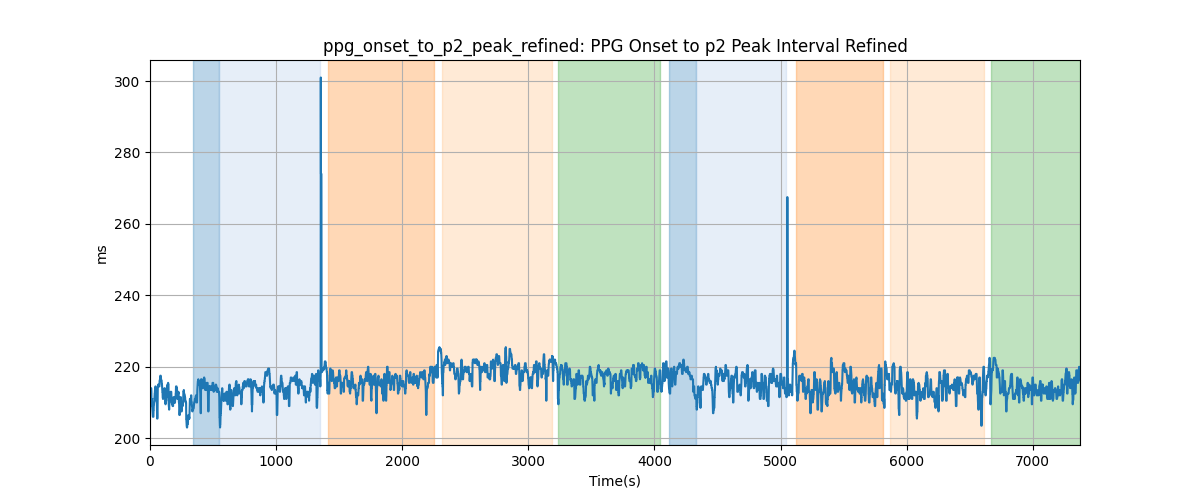 ppg_onset_to_p2_peak_refined: PPG Onset to p2 Peak Interval Refined
300
280
260
240
220
200
ms
0 1000 2000 3000 4000 5000 6000 7000
Time(s)